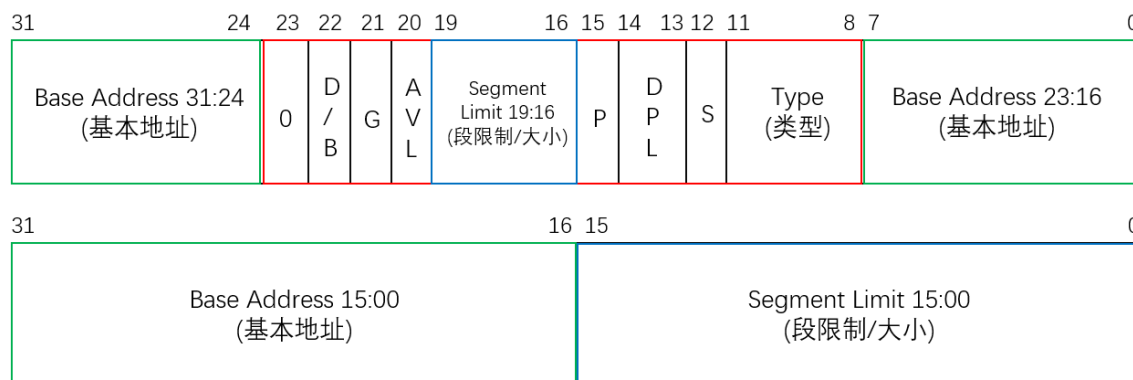 31 24 23 22 21 20 19 16 15 14 13 12 11 8 7 0
Base Address 31:24
(基本地址)
0
D
/
B
G
A
V
L
Segment
Limit 19:16
(段限制/大小)
P
D
P
L
S
Type
(类型)
Base Address 23:16
(基本地址)
31 16 15 0
Base Address 15:00
(基本地址)
Segment Limit 15:00
(段限制/大小)